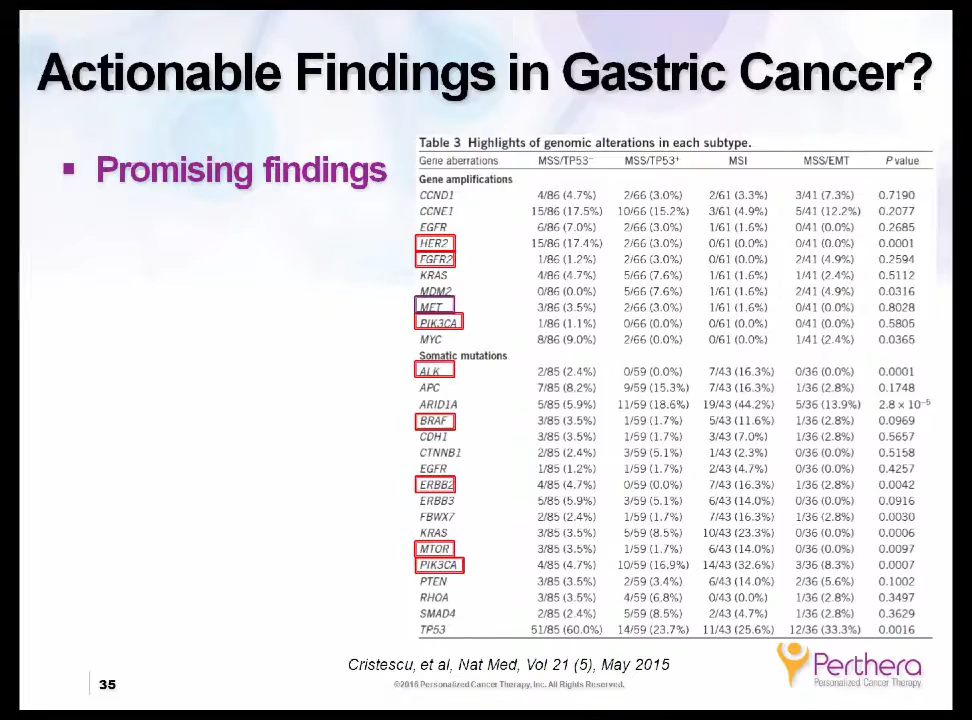 Actionable Findings in Gastric Cancer?
▪ Promising findings
Table 3 Highlights of genomic alterations in each subtype.
Gene aberrations MSS/TP53⁻ MSS/TP53⁺ MSI MSS/EMT P value
Gene amplifications
CCND1 4/86 (4.7%) 2/66 (3.0%) 2/61 (3.3%) 3/41 (7.3%) 0.7190
CCNE1 15/86 (17.5%) 10/66 (15.2%) 3/61 (4.9%) 5/41 (12.2%) 0.2077
EGFR 6/86 (7.0%) 2/66 (3.0%) 1/61 (1.6%) 0/41 (0.0%) 0.2685
HER2 15/86 (17.4%) 2/66 (3.0%) 0/61 (0.0%) 0/41 (0.0%) 0.0001
FGFR2 1/86 (1.2%) 2/66 (3.0%) 0/61 (0.0%) 2/41 (4.9%) 0.2594
KRAS 4/86 (4.7%) 5/66 (7.6%) 1/61 (1.6%) 1/41 (2.4%) 0.5112
MDM2 0/86 (0.0%) 5/66 (7.6%) 1/61 (1.6%) 2/41 (4.9%) 0.0316
MET 3/86 (3.5%) 2/66 (3.0%) 1/61 (1.6%) 0/41 (0.0%) 0.8028
PIK3CA 1/86 (1.1%) 0/66 (0.0%) 0/61 (0.0%) 0/41 (0.0%) 0.5805
MYC 8/86 (9.0%) 2/66 (0.0%) 0/61 (0.0%) 1/41 (2.4%) 0.0365
Somatic mutations
ALK 2/85 (2.4%) 0/59 (0.0%) 7/43 (16.3%) 0/36 (0.0%) 0.0001
APC 7/85 (8.2%) 9/59 (15.3%) 7/43 (16.3%) 1/36 (2.8%) 0.1748
ARID1A 5/85 (5.9%) 11/59 (18.6%) 19/43 (44.2%) 5/36 (13.9%) 2.8 × 10⁻⁵
BRAF 3/85 (3.5%) 1/59 (1.7%) 5/43 (11.6%) 1/36 (2.8%) 0.0969
CDH1 3/85 (3.5%) 1/59 (1.7%) 3/43 (7.0%) 1/36 (2.8%) 0.5657
CTNNB1 2/85 (2.4%) 3/59 (5.1%) 1/43 (2.3%) 0/36 (0.0%) 0.5158
EGFR 1/85 (1.2%) 1/59 (1.7%) 2/43 (4.7%) 0/36 (0.0%) 0.4257
ERBB2 4/85 (4.7%) 0/59 (0.0%) 7/43 (16.3%) 1/36 (2.8%) 0.0042
ERBB3 5/85 (5.9%) 3/59 (5.1%) 6/43 (14.0%) 0/36 (0.0%) 0.0916
FBWX7 2/85 (2.4%) 1/59 (1.7%) 7/43 (16.3%) 1/36 (2.8%) 0.0030
KRAS 3/85 (3.5%) 5/59 (8.5%) 10/43 (23.3%) 0/36 (0.0%) 0.0006
MTOR 3/85 (3.5%) 1/59 (1.7%) 6/43 (14.0%) 0/36 (0.0%) 0.0097
PIK3CA 4/85 (4.7%) 10/59 (16.9%) 14/43 (32.6%) 3/36 (8.3%) 0.0007
PTEN 3/85 (3.5%) 2/59 (3.4%) 6/43 (14.0%) 2/36 (5.6%) 0.1002
RHOA 3/85 (3.5%) 4/59 (6.8%) 0/43 (0.0%) 1/36 (2.8%) 0.3497
SMAD4 2/85 (2.4%) 5/59 (8.5%) 2/43 (4.7%) 1/36 (2.8%) 0.3629
TP53 51/85 (60.0%) 14/59 (23.7%) 11/43 (25.6%) 12/36 (33.3%) 0.0016
Cristescu, et al, Nat Med, Vol 21 (5), May 2015
35
©2016 Personalized Cancer Therapy, Inc. All Rights Reserved.
Perthera
Personalized Cancer Therapy